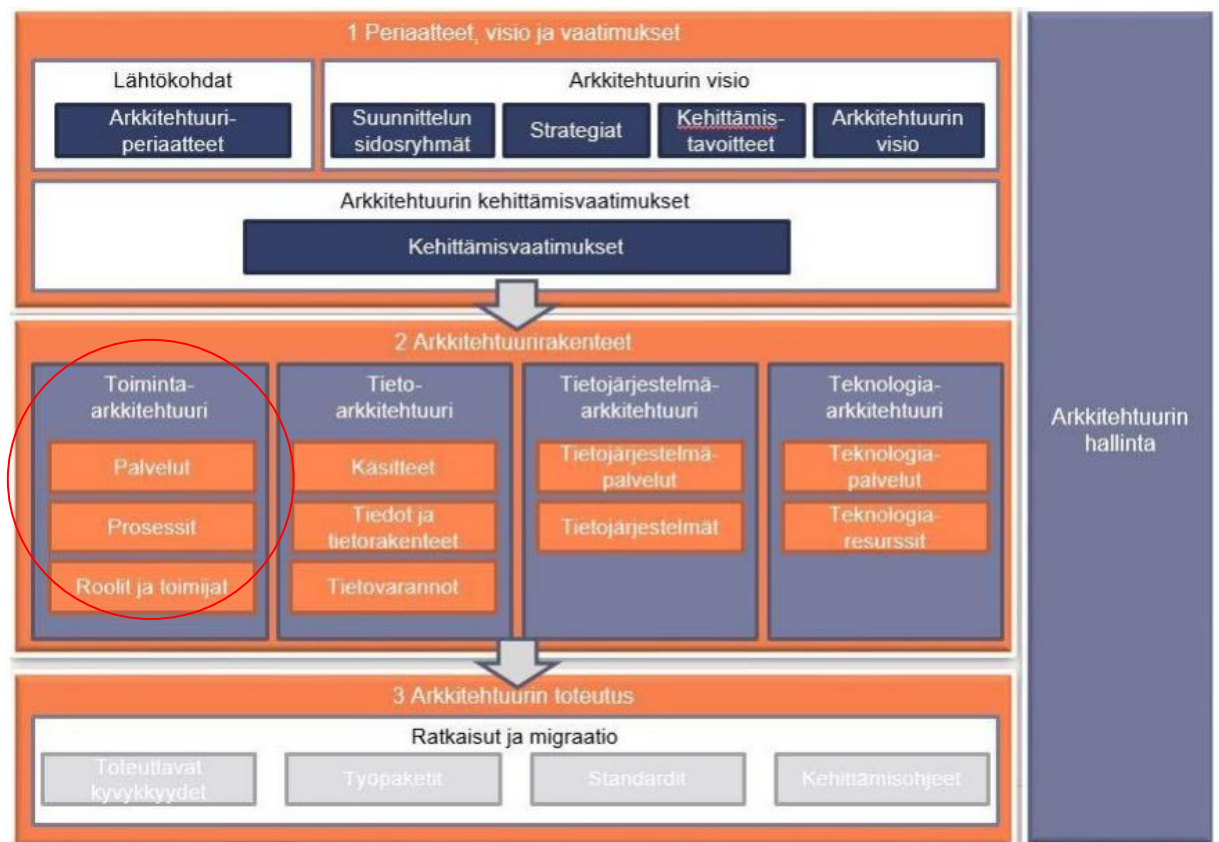 1 Periaatteet, visio ja vaatimukset
Lähtökohdat
Arkkitehtuuri-
periaatteet
Arkkitehtuurin visio
Suunnittelun
sidosryhmät
Strategiat
Kehittämis-
tavoitteet
Arkkitehtuurin
visio
Arkkitehtuurin kehittämisvaatimukset
Kehittämisvaatimukset
2 Arkkitehtuurirakenteet
Toiminta-
arkkitehtuuri
Palvelut
Prosessit
Roolit ja toimijat
Tieto-
arkkitehtuuri
Käsitteet
Tiedot ja
tietorakenteet
Tietovarannot
Tietojärjestelmä-
arkkitehtuuri
Tietojärjestelmä-
palvelut
Tietojärjestelmät
Teknologia-
arkkitehtuuri
Teknologia-
palvelut
Teknologia-
resurssit
3 Arkkitehtuurin toteutus
Ratkaisut ja migraatio
Toteuttavat
kyvykkyydet
Työpaketit
Standardit
Kehittämisohjeet
Arkkitehtuurin
hallinta